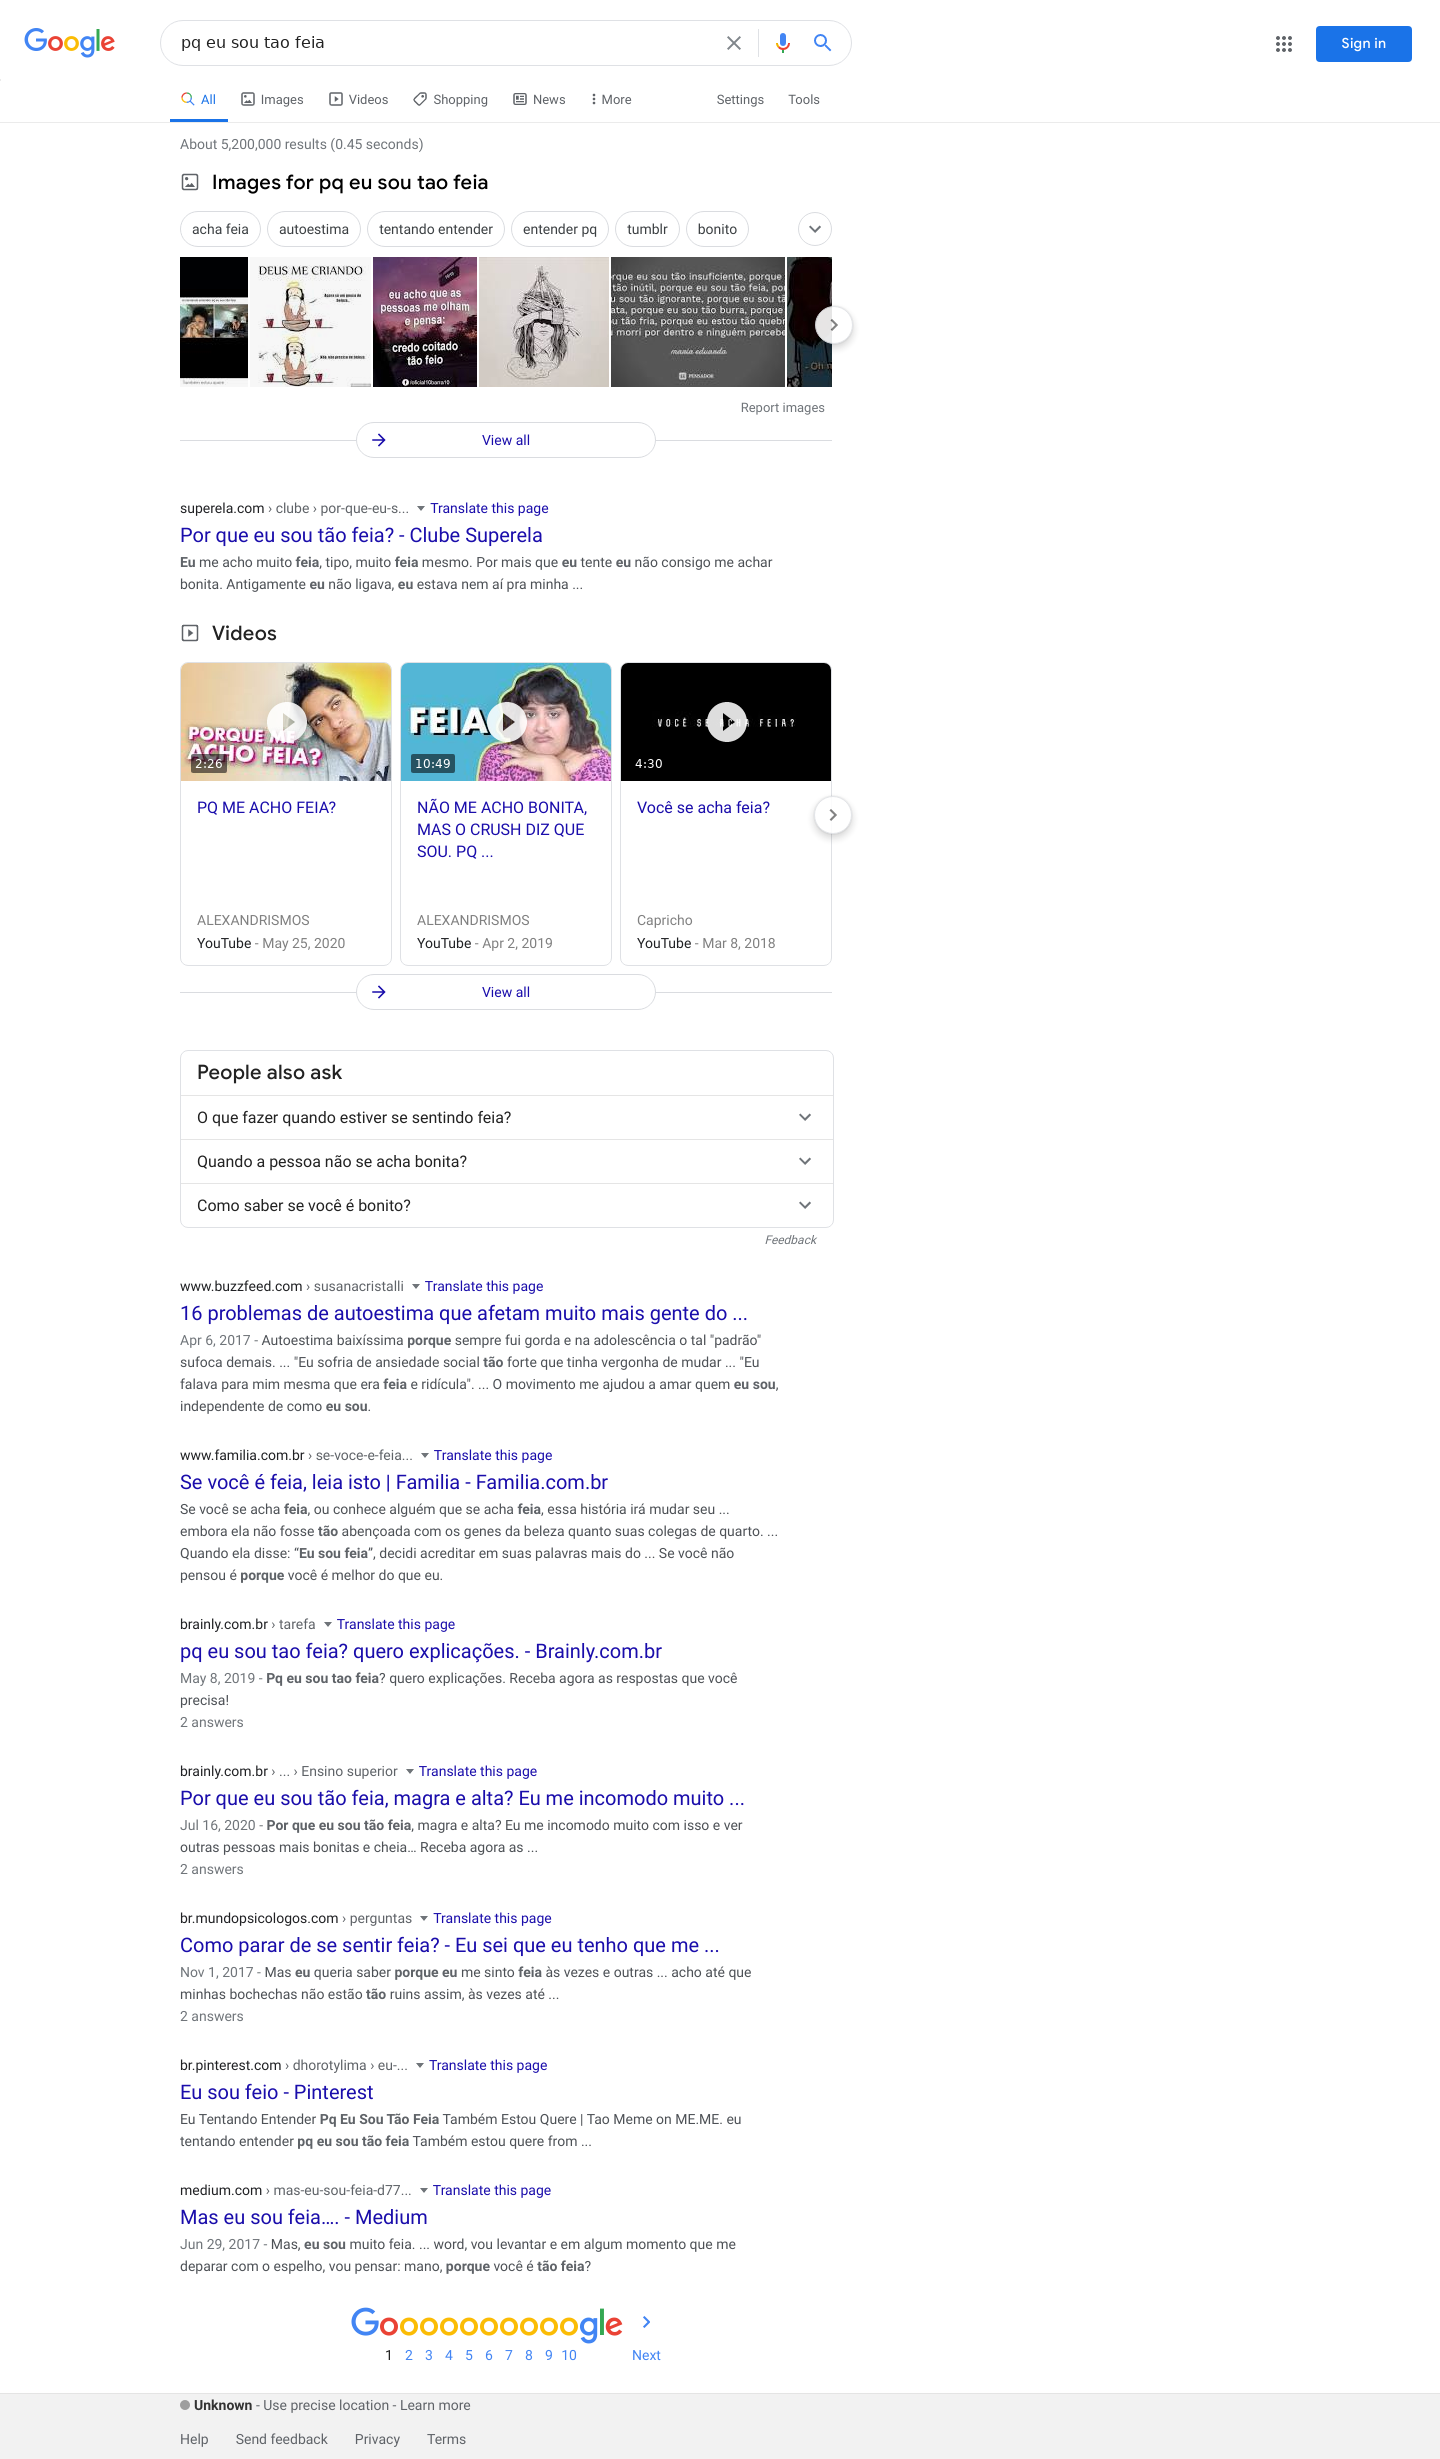 Google
pq eu sou tao feia
Sign in
All
Images
Videos
Shopping
News
More
Settings
Tools
About 5,200,000 results (0.45 seconds)
Images for pq eu sou tao feia
acha feia
autoestima
tentando entender
entender pq
tumblr
bonito
DEUS ME CRIANDO
eu acho que as
pessoas me olham
e pensa:
credo coitado
tão feio
/oficial10barra10
rque eu sou tão insuficiente, porque
tão inútil, porque eu sou tão feia, por
u sou tão ignorante, porque eu sou tã
ata, porque eu sou tão burra, porque
ou tão fria, porque eu estou tão quebr
morri por dentro e ninguém percebe
maria eduarda
PENSADOR
- Oh
Report images
View all
superela.com › clube › por-que-eu-s... Translate this page
Por que eu sou tão feia? - Clube Superela
Eu me acho muito feia, tipo, muito feia mesmo. Por mais que eu tente eu não consigo me achar
bonita. Antigamente eu não ligava, eu estava nem aí pra minha ...
Videos
PORQUE ME
ACHO FEIA?
2:26
FEIA
10:49
VOCÊ SE ACHA FEIA?
4:30
PQ ME ACHO FEIA?
ALEXANDRISMOS
YouTube - May 25, 2020
NÃO ME ACHO BONITA,
MAS O CRUSH DIZ QUE
SOU. PQ ...
ALEXANDRISMOS
YouTube - Apr 2, 2019
Você se acha feia?
Capricho
YouTube - Mar 8, 2018
View all
People also ask
O que fazer quando estiver se sentindo feia?
Quando a pessoa não se acha bonita?
Como saber se você é bonito?
Feedback
www.buzzfeed.com › susanacristalli Translate this page
16 problemas de autoestima que afetam muito mais gente do ...
Apr 6, 2017 - Autoestima baixíssima porque sempre fui gorda e na adolescência o tal "padrão"
sufoca demais. ... "Eu sofria de ansiedade social tão forte que tinha vergonha de mudar ... "Eu
falava para mim mesma que era feia e ridícula". ... O movimento me ajudou a amar quem eu sou,
independente de como eu sou.
www.familia.com.br › se-voce-e-feia... Translate this page
Se você é feia, leia isto | Familia - Familia.com.br
Se você se acha feia, ou conhece alguém que se acha feia, essa história irá mudar seu ...
embora ela não fosse tão abençoada com os genes da beleza quanto suas colegas de quarto. ...
Quando ela disse: “Eu sou feia”, decidi acreditar em suas palavras mais do ... Se você não
pensou é porque você é melhor do que eu.
brainly.com.br › tarefa Translate this page
pq eu sou tao feia? quero explicações. - Brainly.com.br
May 8, 2019 - Pq eu sou tao feia? quero explicações. Receba agora as respostas que você
precisa!
2 answers
brainly.com.br › ... › Ensino superior Translate this page
Por que eu sou tão feia, magra e alta? Eu me incomodo muito ...
Jul 16, 2020 - Por que eu sou tão feia, magra e alta? Eu me incomodo muito com isso e ver
outras pessoas mais bonitas e cheia… Receba agora as ...
2 answers
br.mundopsicologos.com › perguntas Translate this page
Como parar de se sentir feia? - Eu sei que eu tenho que me ...
Nov 1, 2017 - Mas eu queria saber porque eu me sinto feia às vezes e outras ... acho até que
minhas bochechas não estão tão ruins assim, às vezes até ...
2 answers
br.pinterest.com › dhorotylima › eu-... Translate this page
Eu sou feio - Pinterest
Eu Tentando Entender Pq Eu Sou Tão Feia Também Estou Quere | Tao Meme on ME.ME. eu
tentando entender pq eu sou tão feia Também estou quere from ...
medium.com › mas-eu-sou-feia-d77... Translate this page
Mas eu sou feia…. - Medium
Jun 29, 2017 - Mas, eu sou muito feia. ... word, vou levantar e em algum momento que me
deparar com o espelho, vou pensar: mano, porque você é tão feia?
Goooooooooogle
1 2 3 4 5 6 7 8 9 10 Next
Unknown - Use precise location - Learn more
Help Send feedback Privacy Terms